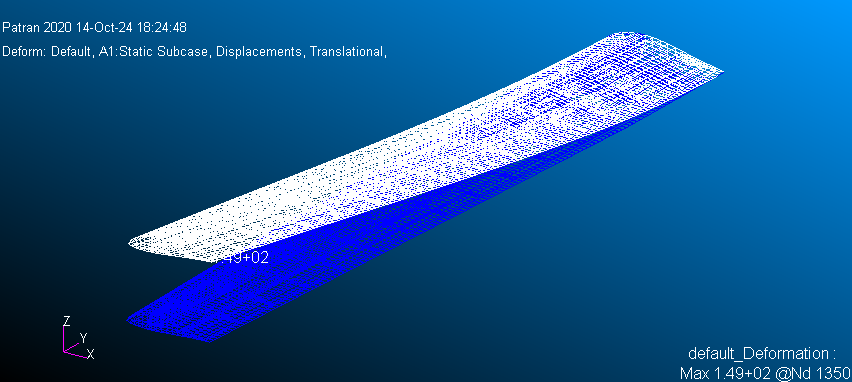 Patran 2020 14-Oct-24 18:24:48
Deform: Default, A1:Static Subcase, Displacements, Translational,
.49+02
Z
Y
X
default_Deformation :
Max 1.49+02 @Nd 1350